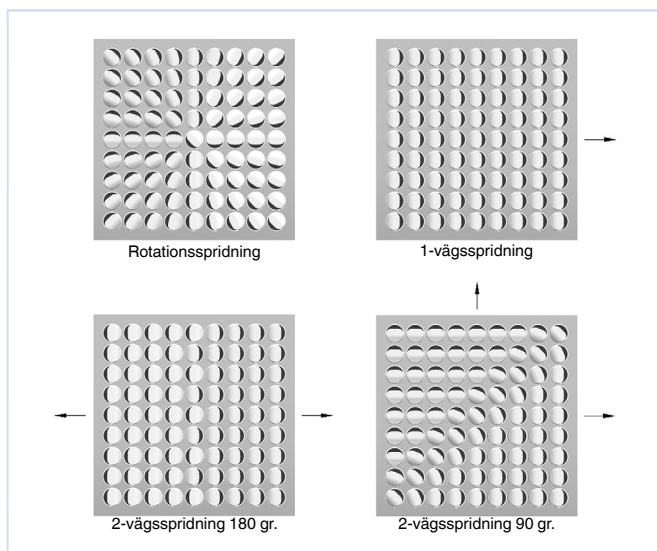 Rotationsspridning
1-vägsspridning
2-vägsspridning 180 gr.
2-vägsspridning 90 gr.